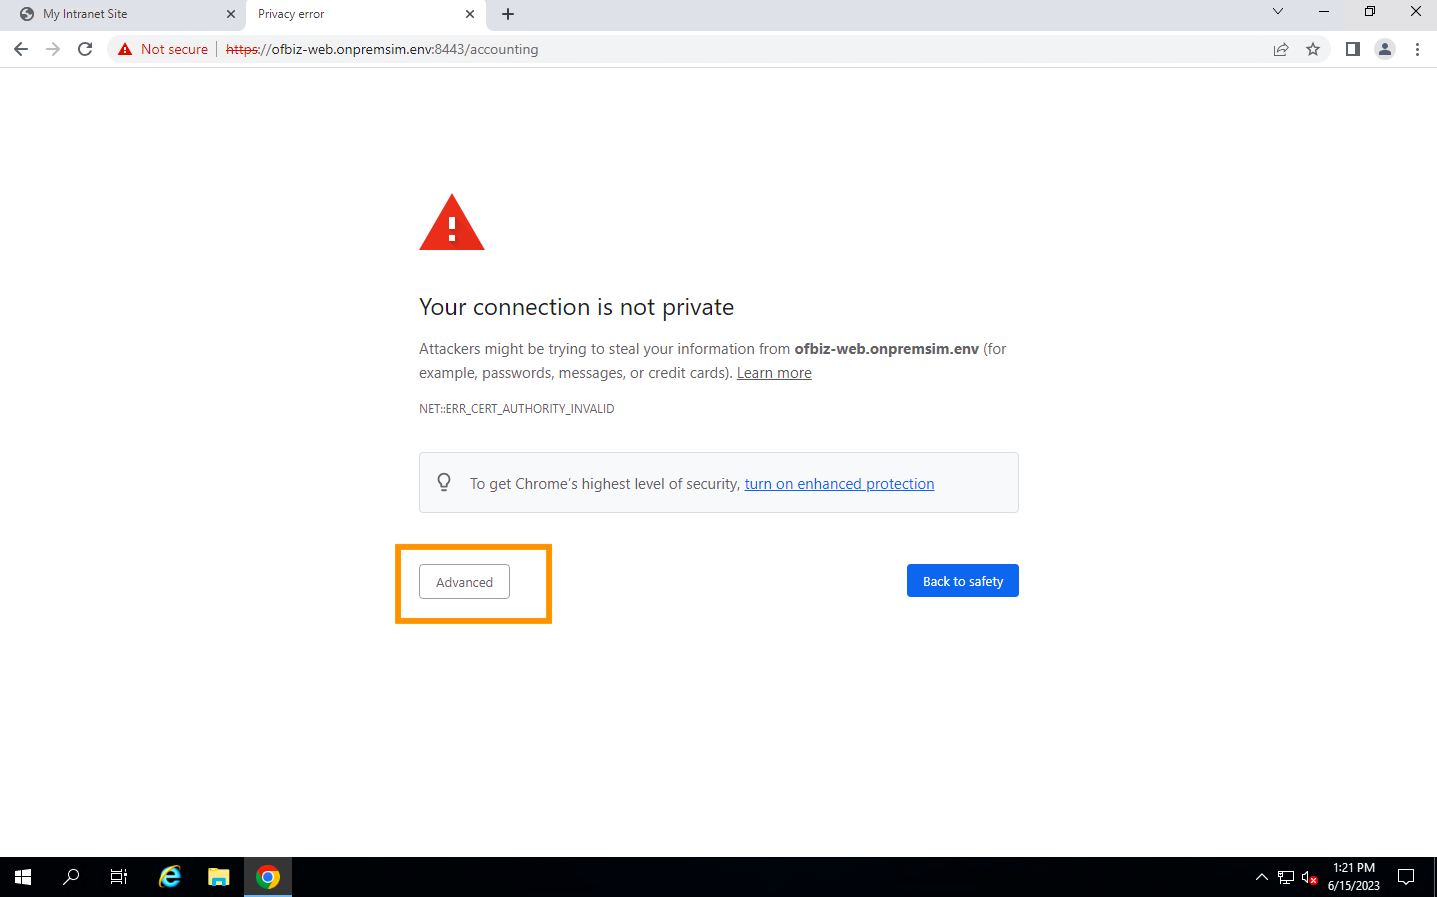 My Intranet Site
Privacy error
Not secure
https://ofbiz-web.onpremsim.env:8443/accounting
Your connection is not private
Attackers might be trying to steal your information from ofbiz-web.onpremsim.env (for
example, passwords, messages, or credit cards). Learn more
NET::ERR_CERT_AUTHORITY_INVALID
To get Chrome's highest level of security, turn on enhanced protection
Advanced
Back to safety
1:21 PM
6/15/2023